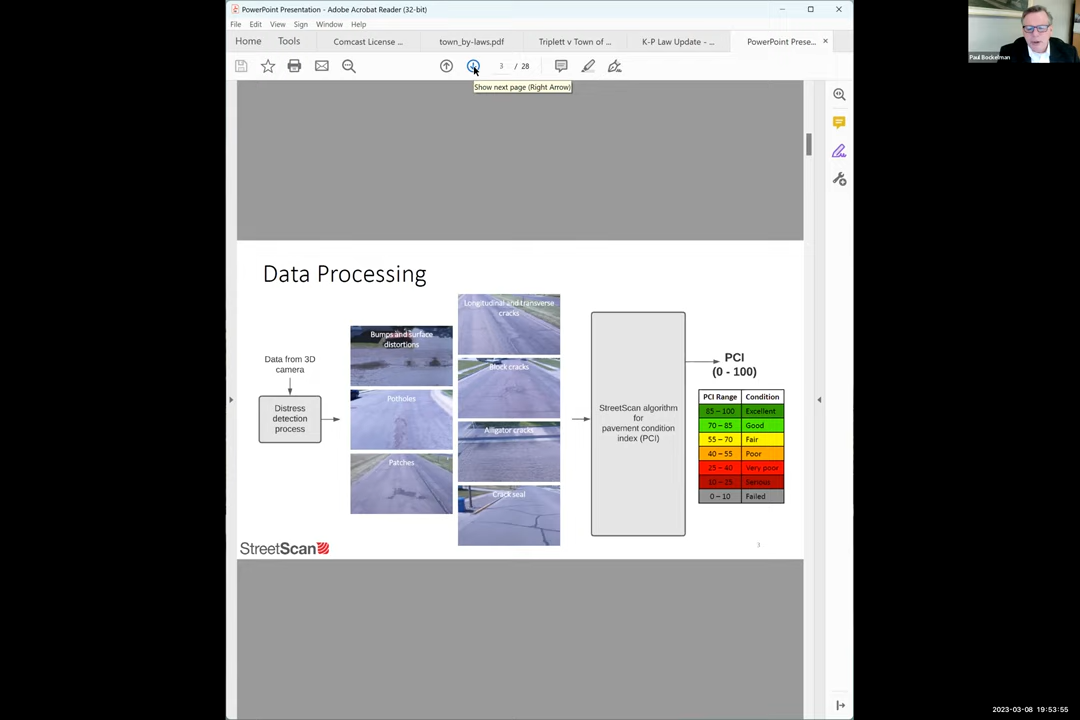 PowerPoint Presentation - Adobe Acrobat Reader (32-bit)
File Edit View Sign Window Help
Home Tools Comcast License ... town_by-laws.pdf Triplett v Town of ... K-P Law Update - ... PowerPoint Prese... ×
3 / 28
Show next page (Right Arrow)
Paul Bockelman
Data Processing
Data from 3D
camera
Distress
detection
process
Bumps and surface
distortions
Potholes
Patches
Longitudinal and transverse
cracks
Block cracks
Alligator cracks
Crack seal
StreetScan algorithm
for
pavement condition
index (PCI)
PCI
(0 - 100)
PCI Range Condition
85 – 100 Excellent
70 – 85 Good
55 – 70 Fair
40 – 55 Poor
25 – 40 Very poor
10 – 25 Serious
0 – 10 Failed
StreetScan
3
2023-03-08 19:53:55